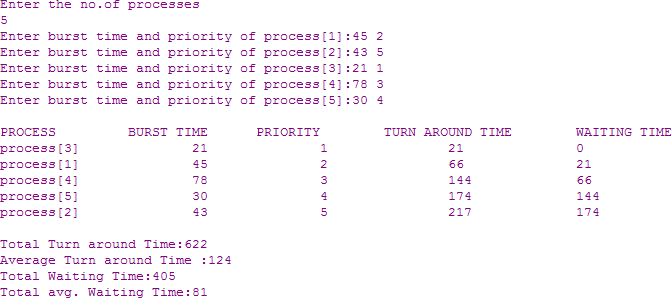 Enter the no.of processes
5
Enter burst time and priority of process[1]:45 2
Enter burst time and priority of process[2]:43 5
Enter burst time and priority of process[3]:21 1
Enter burst time and priority of process[4]:78 3
Enter burst time and priority of process[5]:30 4
PROCESS BURST TIME PRIORITY TURN AROUND TIME WAITING TIME
process[3] 21 1 21 0
process[1] 45 2 66 21
process[4] 78 3 144 66
process[5] 30 4 174 144
process[2] 43 5 217 174
Total Turn around Time:622
Average Turn around Time :124
Total Waiting Time:405
Total avg. Waiting Time:81